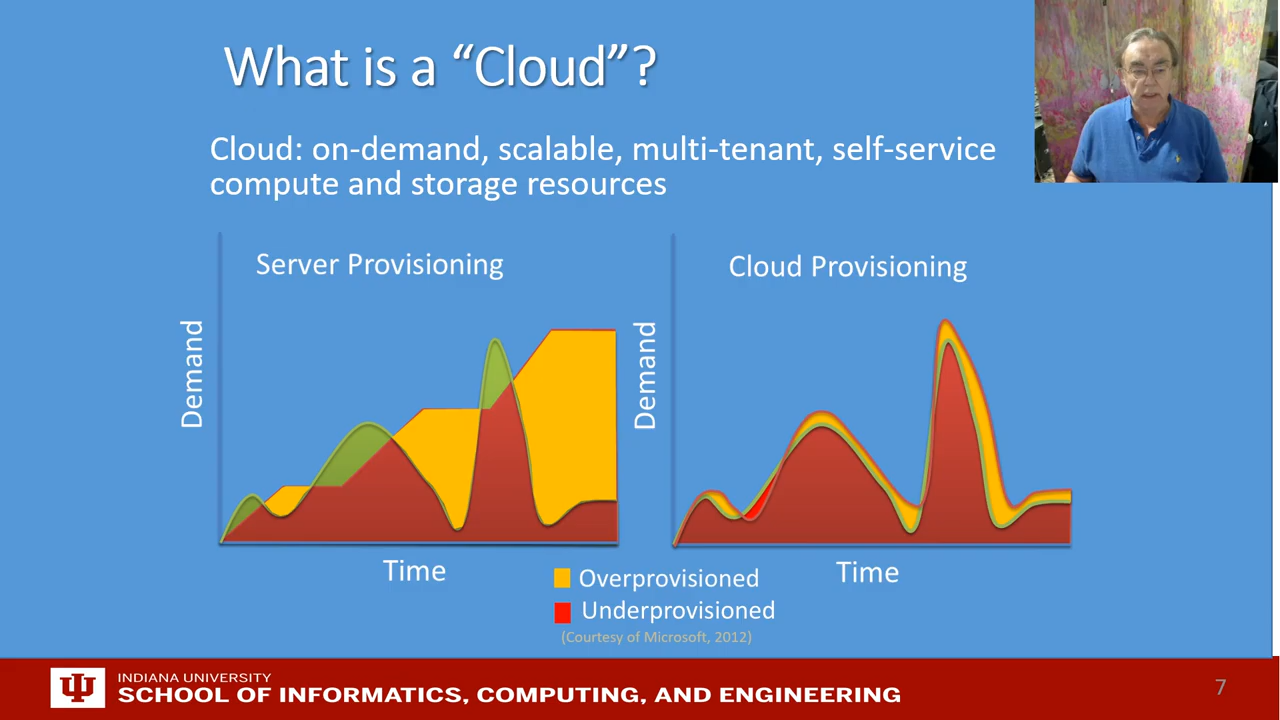 What is a “Cloud”?
Cloud: on-demand, scalable, multi-tenant, self-service
compute and storage resources
Server Provisioning
Demand
Time
Cloud Provisioning
Demand
Time
Overprovisioned
Underprovisioned
(Courtesy of Microsoft, 2012)
INDIANA UNIVERSITY
SCHOOL OF INFORMATICS, COMPUTING, AND ENGINEERING
7